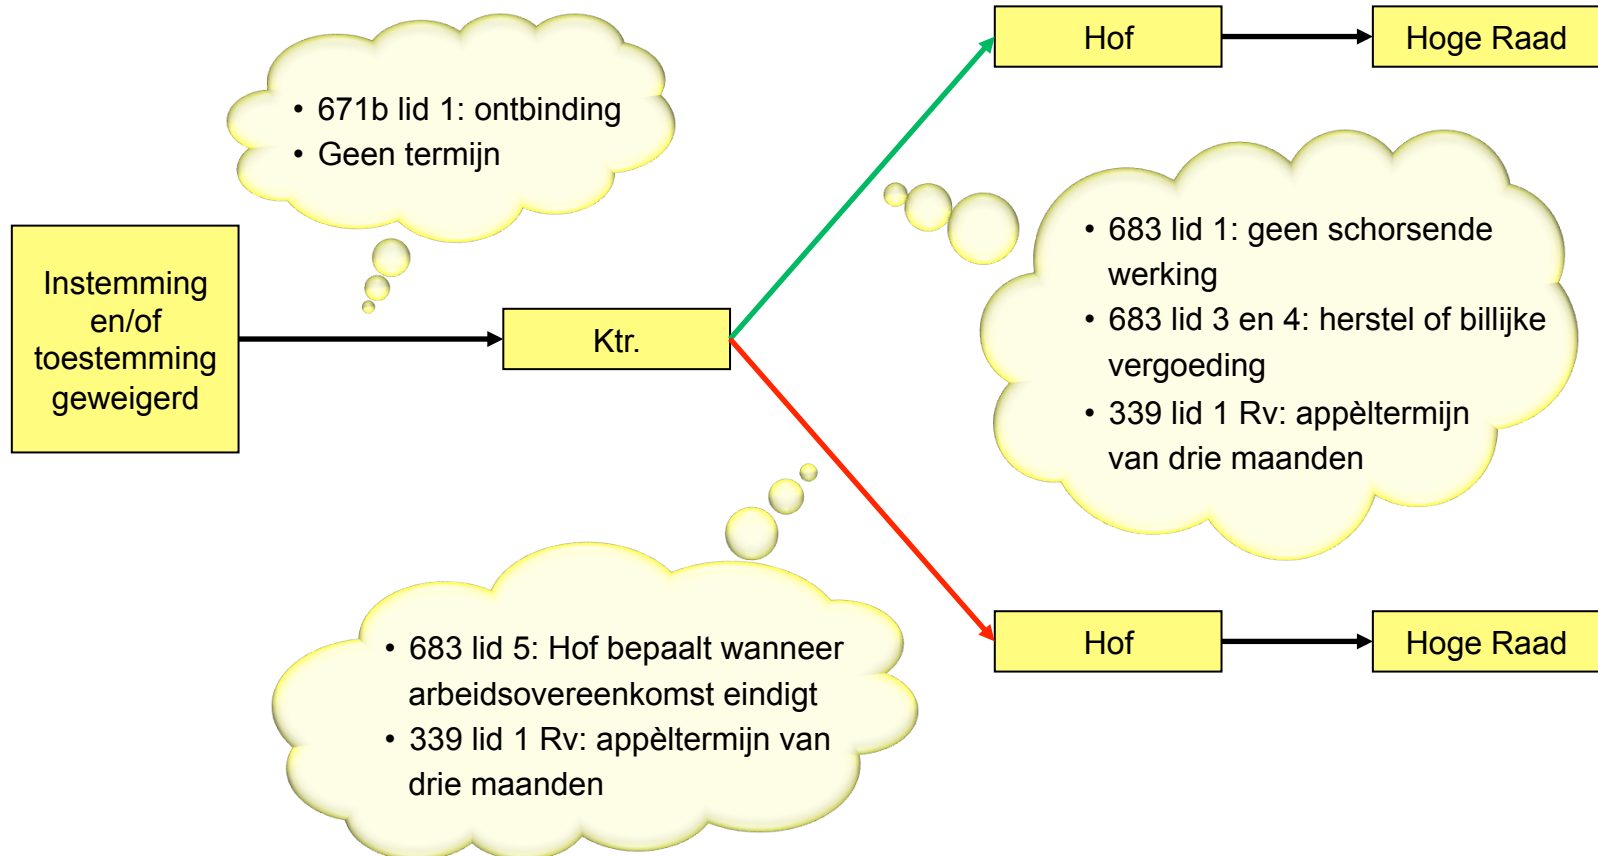 Hof
Hoge Raad
• 671b lid 1: ontbinding
• Geen termijn
• 683 lid 1: geen schorsende
werking
• 683 lid 3 en 4: herstel of billijke
vergoeding
• 339 lid 1 Rv: appèltermijn
van drie maanden
Instemming
en/of
toestemming
geweigerd
Ktr.
• 683 lid 5: Hof bepaalt wanneer
arbeidsovereenkomst eindigt
• 339 lid 1 Rv: appèltermijn van
drie maanden
Hof
Hoge Raad